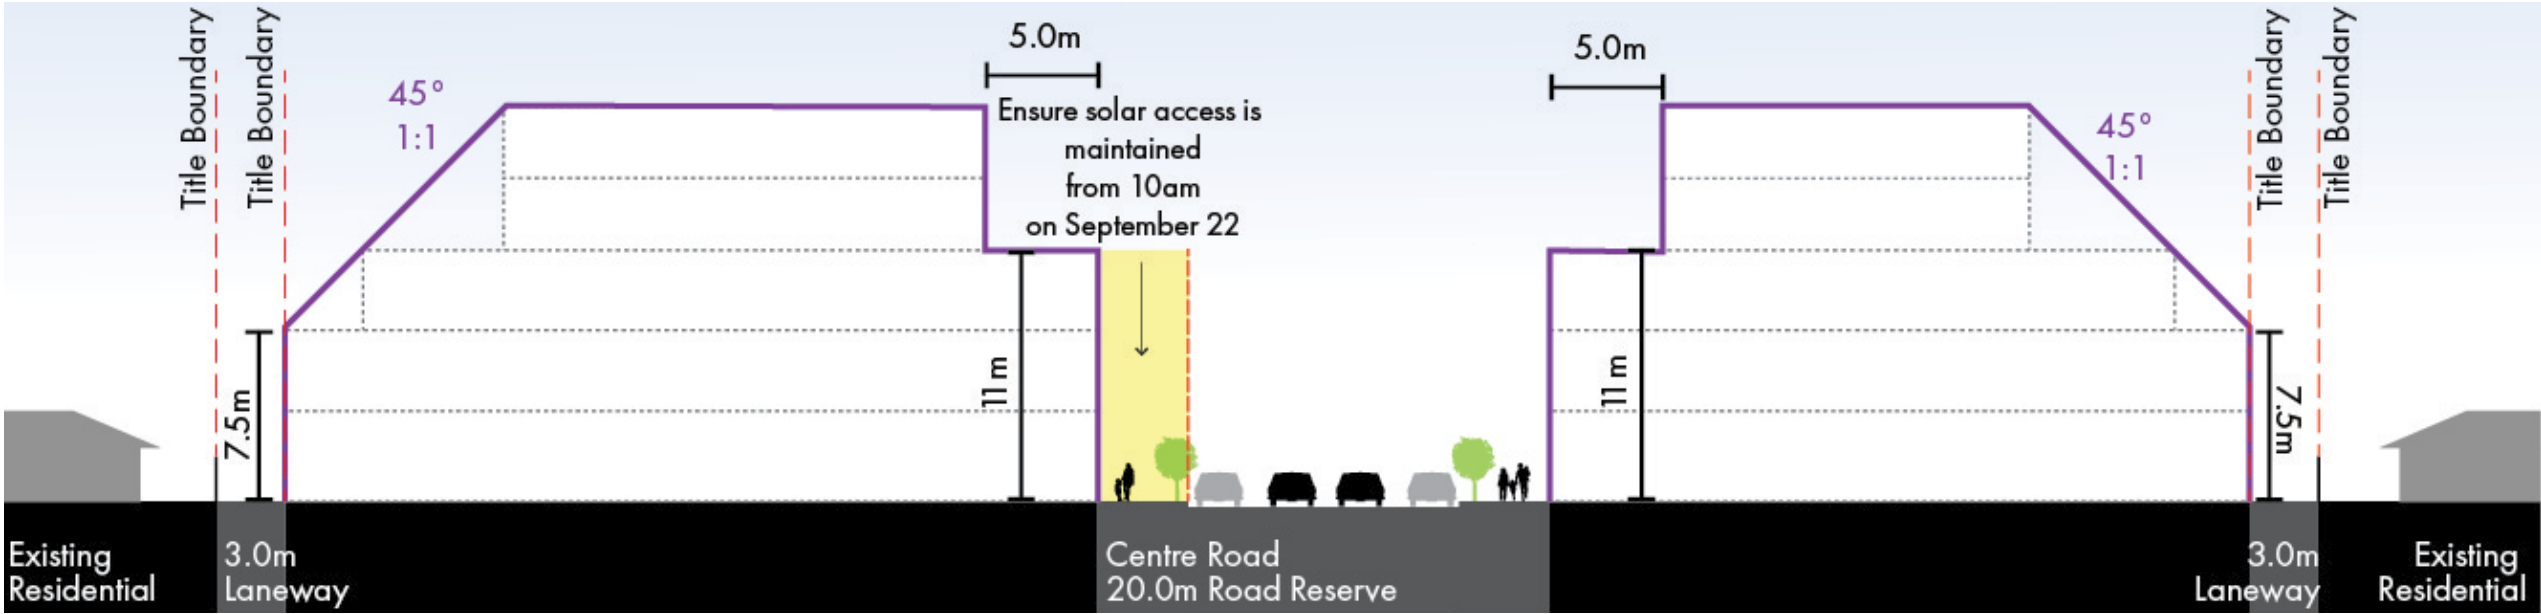 Title Boundary
Title Boundary
45°
1:1
5.0m
Ensure solar access is
maintained
from 10am
on September 22
5.0m
45°
1:1
Title Boundary
Title Boundary
7.5m
11m
11m
7.5m
Existing
Residential
3.0m
Laneway
Centre Road
20.0m Road Reserve
3.0m
Laneway
Existing
Residential